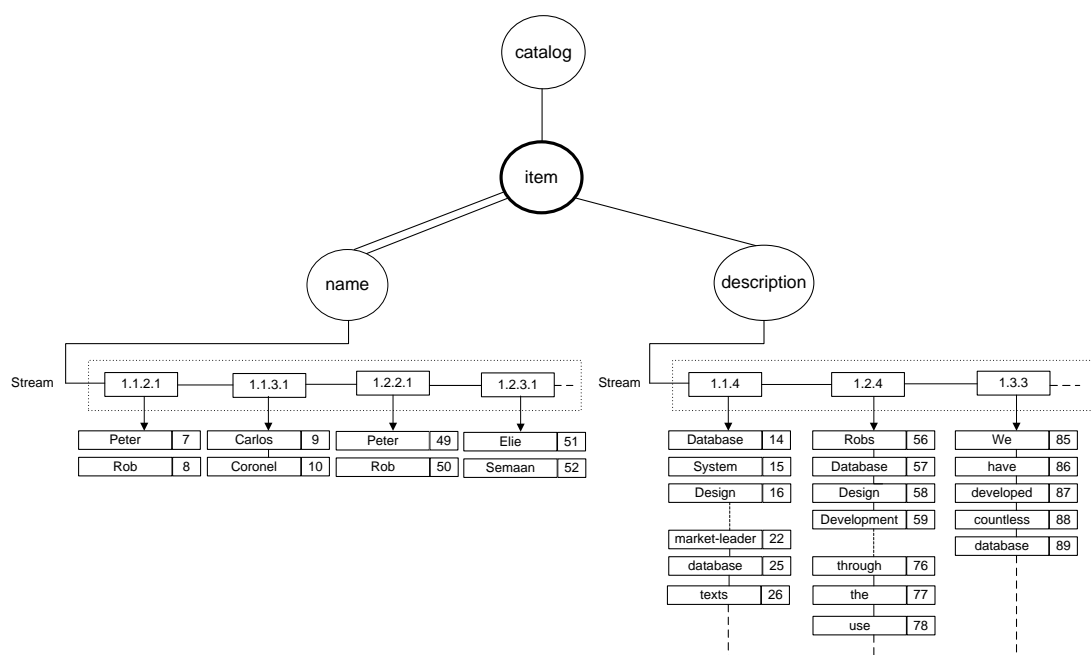 catalog
item
name
description
Stream
1.1.2.1
1.1.3.1
1.2.2.1
1.2.3.1
Peter 7
Rob 8
Carlos 9
Coronel 10
Peter 49
Rob 50
Elie 51
Semaan 52
Stream
1.1.4
1.2.4
1.3.3
Database 14
System 15
Design 16
market-leader 22
database 25
texts 26
Robs 56
Database 57
Design 58
Development 59
through 76
the 77
use 78
We 85
have 86
developed 87
countless 88
database 89